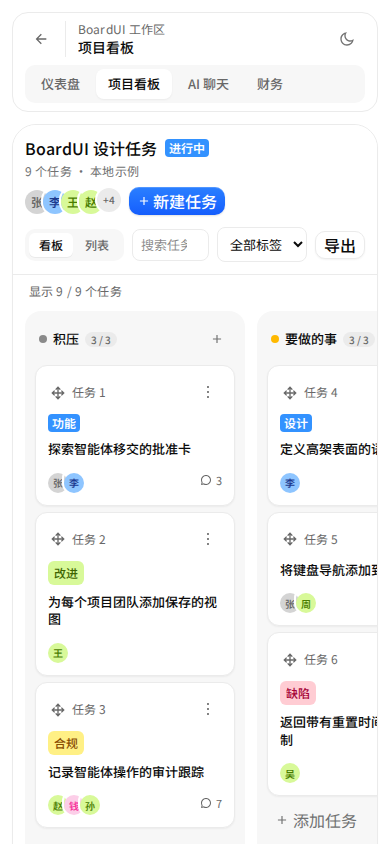 BoardUI 工作区
项目看板
仪表盘 项目看板 AI 聊天 财务
BoardUI 设计任务 进行中
9 个任务 • 本地示例
张 李 王 赵 +4 + 新建任务
看板 列表 搜索任务 全部标签 导出
显示 9 / 9 个任务
积压 3 / 3 +
任务 1
功能
探索智能体移交的批准卡
张 李 3
任务 2
改进
为每个项目团队添加保存的视图
王
任务 3
合规
记录智能体操作的审计跟踪
赵 钱 孙 7
要做的事 3 / 3
任务 4
设计
定义高架表面的
李
任务 5
将键盘导航添加到
张 周
任务 6
缺陷
返回带有重置时间
制
吴
+ 添加任务